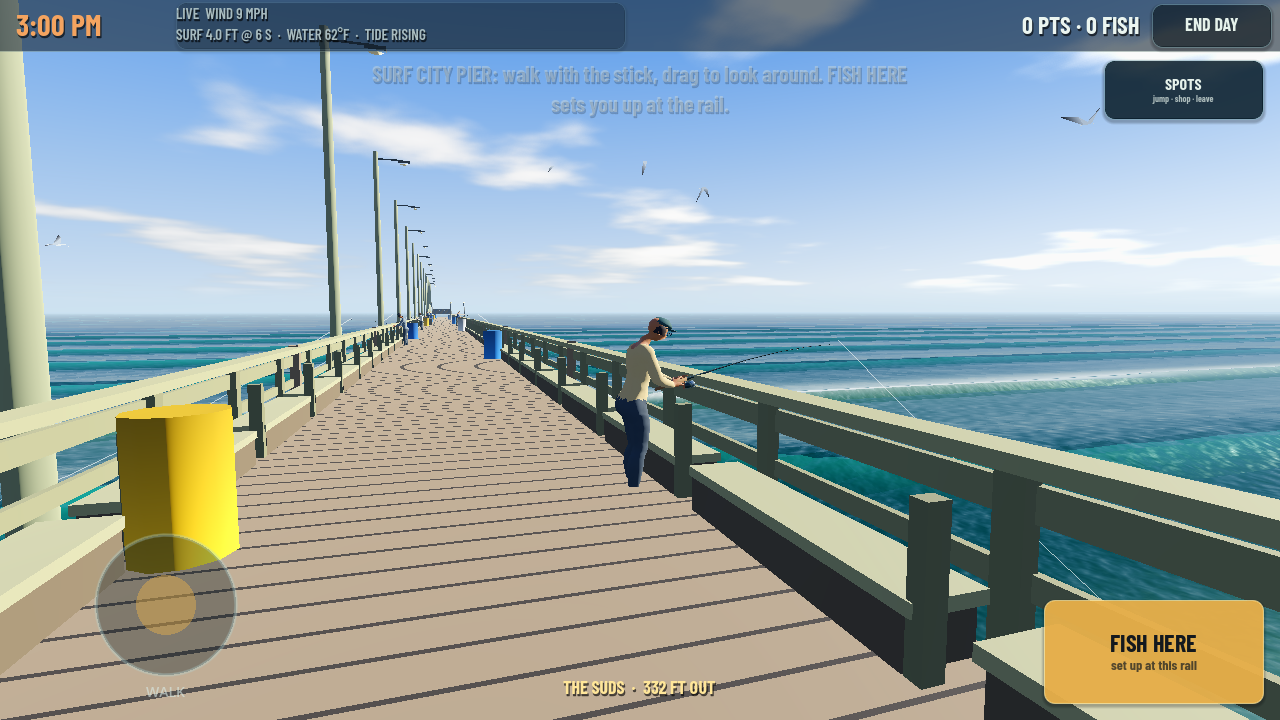 3:00 PM
LIVE WIND 9 MPH
SURF 4.0 FT @ 6 S · WATER 62°F · TIDE RISING
0 PTS · 0 FISH
END DAY
SURF CITY PIER: walk with the stick, drag to look around. FISH HERE
sets you up at the rail.
SPOTS
jump · shop · leave
FISH HERE
set up at this rail
WALK
THE SUDS · 332 FT OUT